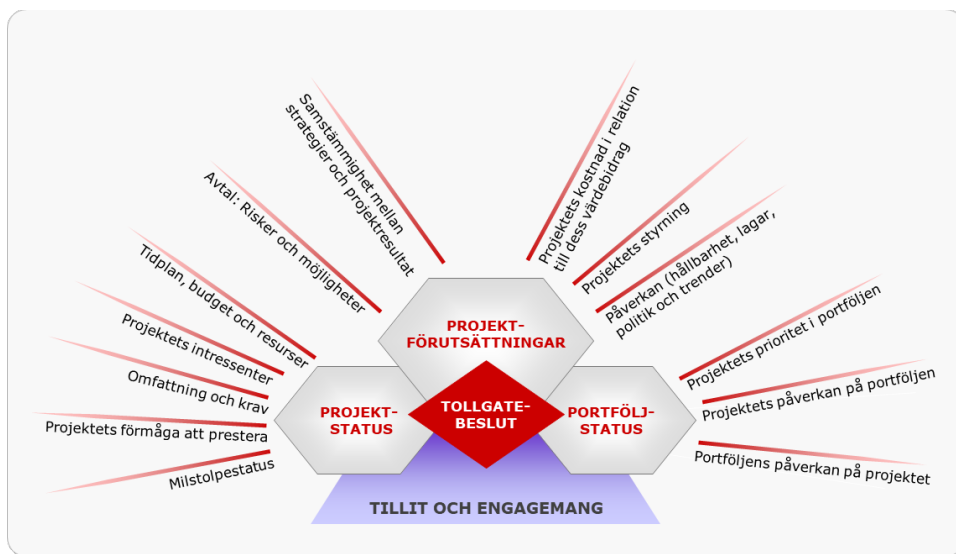 Samstämmighet mellan
strategier och projektresultat
Avtal: Risker och möjligheter
Tidplan, budget och resurser
Projektets intressenter
Omfattning och krav
Projektets förmåga att prestera
Milstolpestatus
Projektets kostnad i relation
till dess värdebidrag
Projektets styrning
Påverkan (hållbarhet, lagar,
politik och trender)
Projektets prioritet i portföljen
Projektets påverkan på portföljen
Portföljens påverkan på projektet
PROJEKT-
FÖRUTSÄTTNINGAR
PROJEKT-
STATUS
TOLLGATE-
BESLUT
PORTFÖLJ-
STATUS
TILLIT OCH ENGAGEMANG